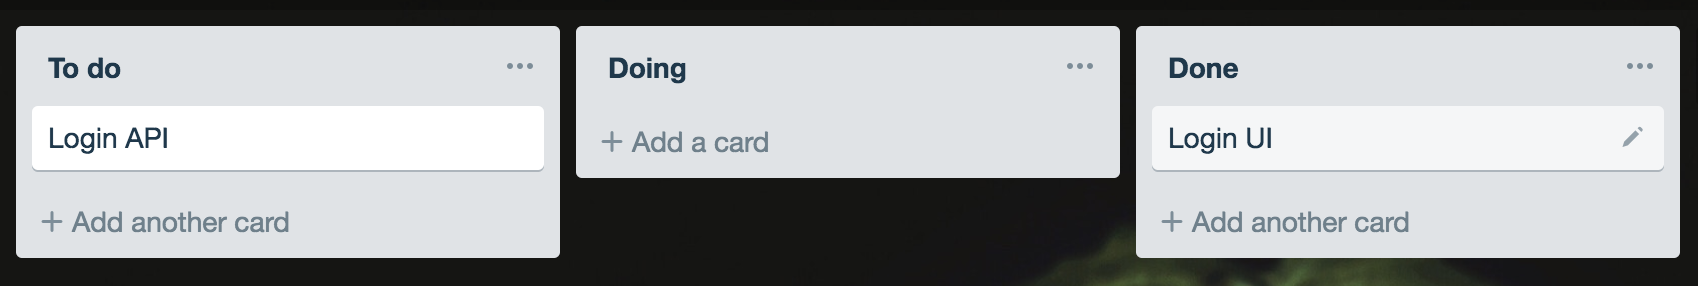 To do
Login API
+ Add another card
Doing
+ Add a card
Done
Login UI
+ Add another card